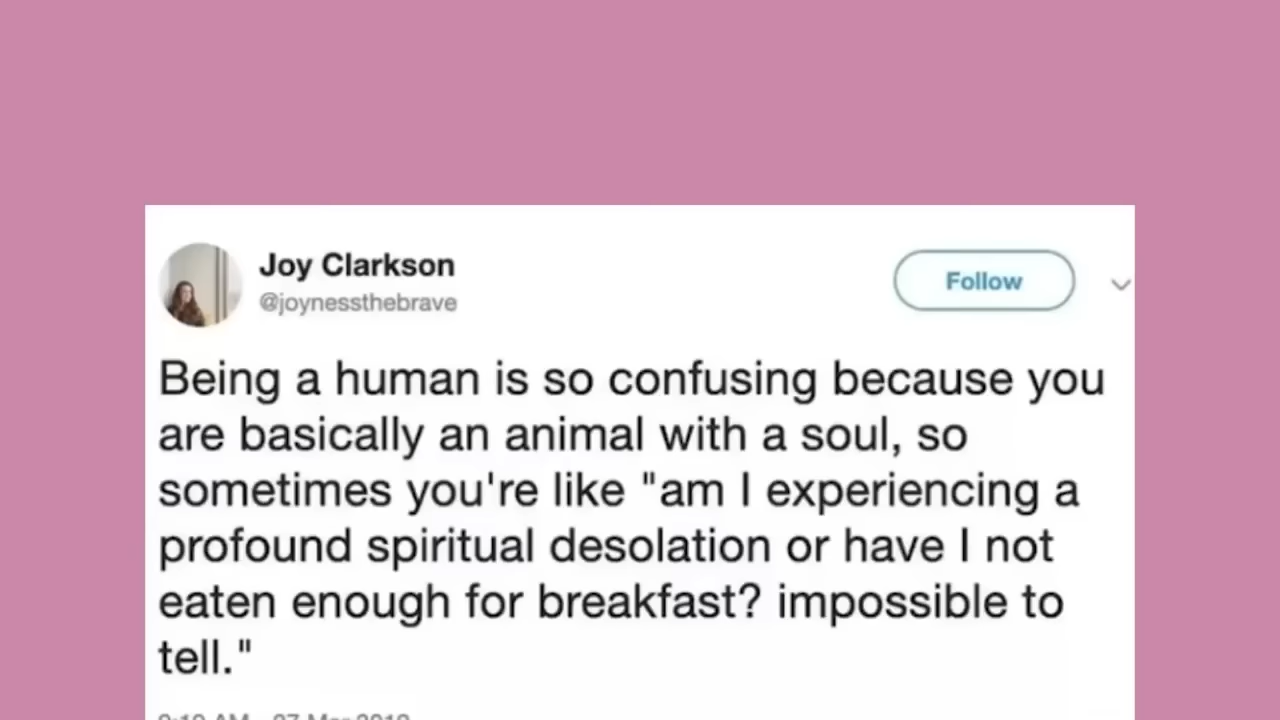 Joy Clarkson
Follow
@joynessthebrave
Being a human is so confusing because you
are basically an animal with a soul, so
sometimes you're like "am I experiencing a
profound spiritual desolation or have I not
eaten enough for breakfast? impossible to
tell."